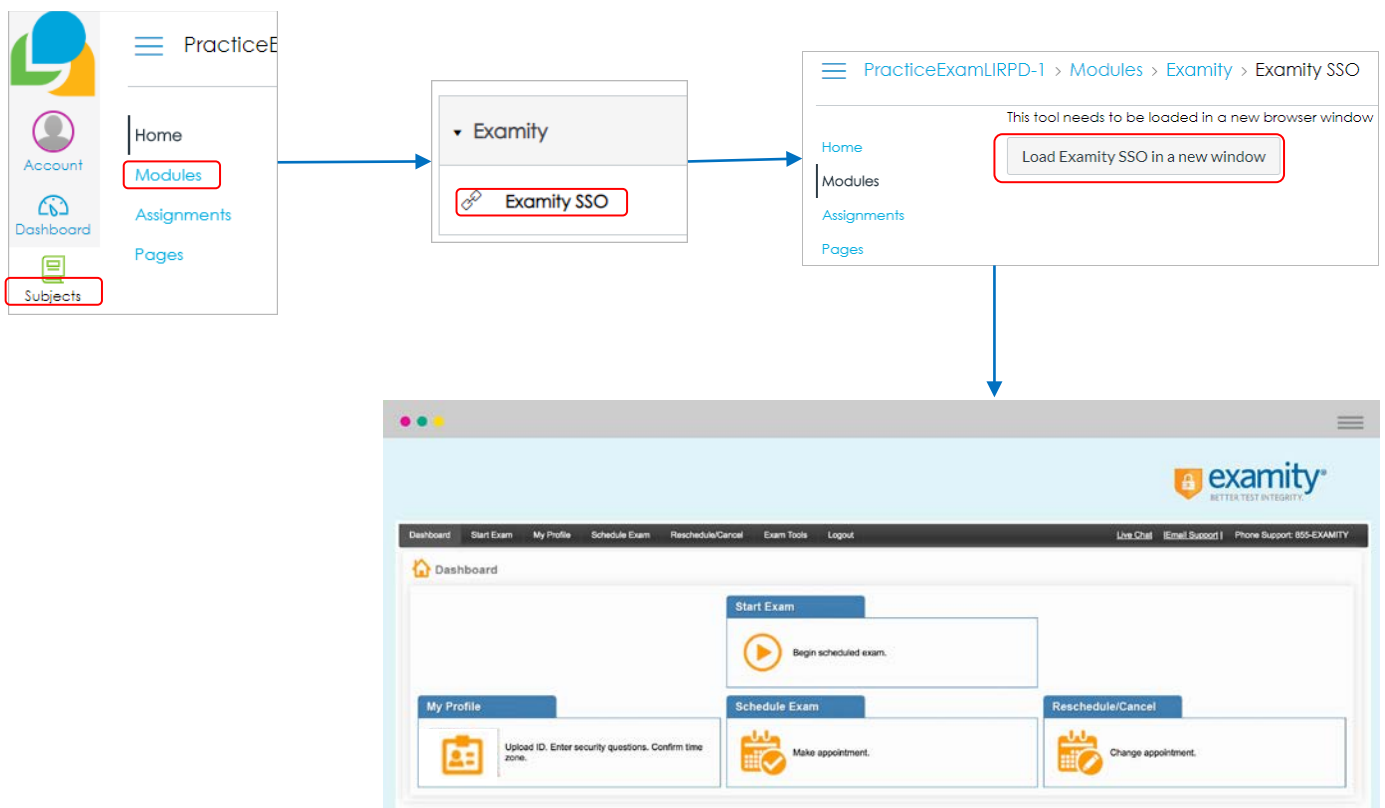 PracticeE
Account
Dashboard
Subjects
Home
Modules
Assignments
Pages
Examity
Examity SSO
PracticeExamLIRPD-1 > Modules > Examity > Examity SSO
This tool needs to be loaded in a new browser window
Load Examity SSO in a new window
Home
Modules
Assignments
Pages
examity®
BETTER TEST INTEGRITY.
Dashboard Start Exam My Profile Schedule Exam Reschedule/Cancel Exam Tools Logout Live Chat |Email Support| Phone Support: 855-EXAMITY
Dashboard
Start Exam
Begin scheduled exam.
My Profile
Upload ID. Enter security questions. Confirm time
zone.
Schedule Exam
Make appointment.
Reschedule/Cancel
Change appointment.